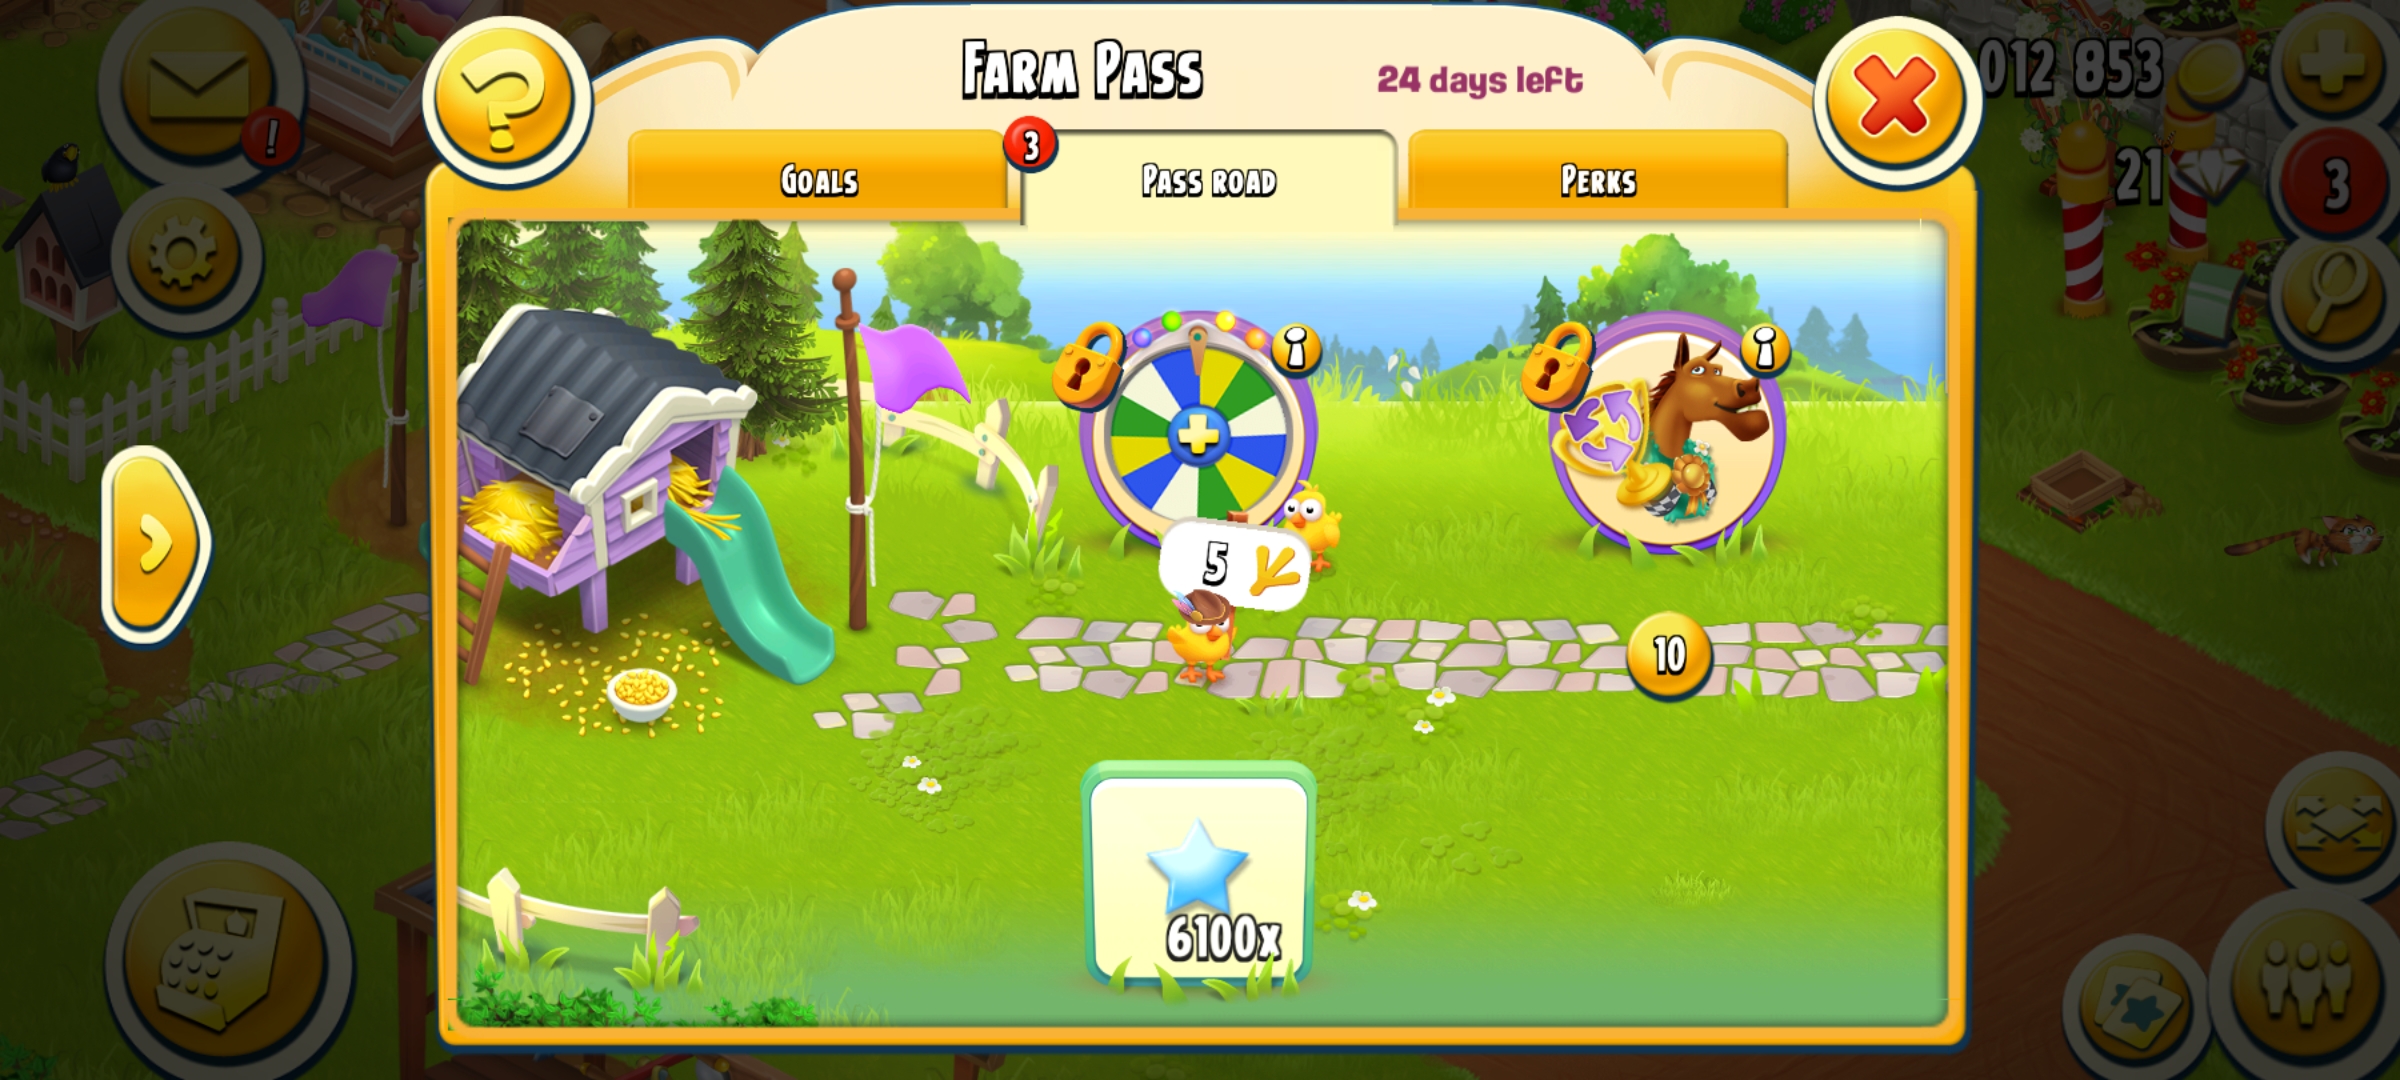 FARM PASS
24 days left
012 853
21
3
!
GOALS
3
PASS ROAD
PERKS
5
10
6100x